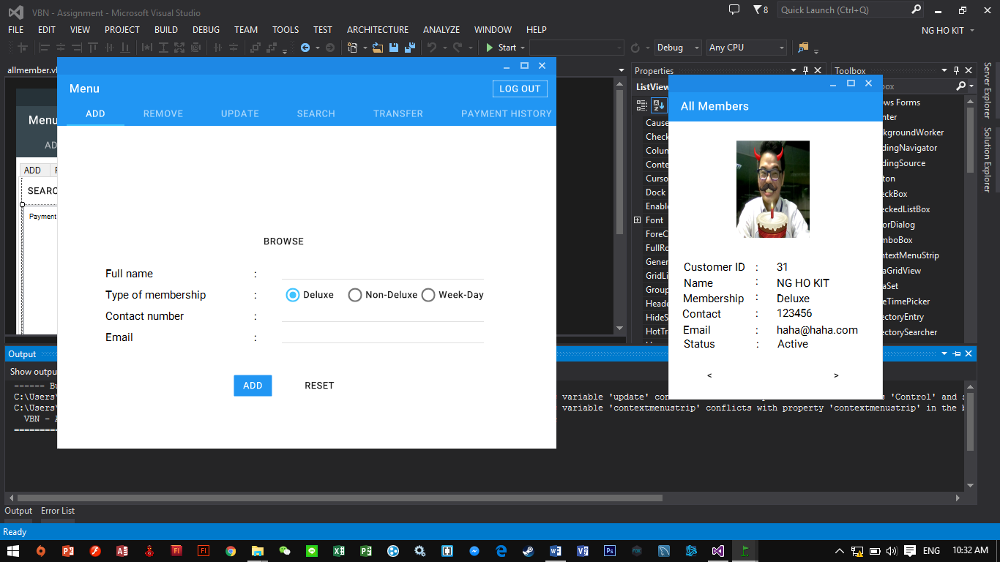 VBN - Assignment - Microsoft Visual Studio
8
Quick Launch (Ctrl+Q)
FILE EDIT VIEW PROJECT BUILD DEBUG TEAM TOOLS TEST ARCHITECTURE ANALYZE WINDOW HELP
NG HO KIT
Start
Debug
Any CPU
allmember.v
Menu
ADD
SEARC
Payment
Menu
LOG OUT
ADD REMOVE UPDATE SEARCH TRANSFER PAYMENT HISTORY
BROWSE
Full name :
Type of membership : Deluxe Non-Deluxe Week-Day
Contact number :
Email :
ADD RESET
Properties
ListView
Cause
Check
Colum
Conte
Curso
Dock
Enable
Font
ForeC
FullRo
Gener
GridLi
Group
Heade
HideS
HotTra
All Members
Customer ID : 31
Name : NG HO KIT
Membership : Deluxe
Contact : 123456
Email : haha@haha.com
Status : Active
< >
Toolbox
box
ows Forms
nter
kgroundWorker
dingNavigator
dingSource
ton
eckBox
eckedListBox
orDialog
mboBox
ntextMenuStrip
aGridView
aSet
eTimePicker
ectoryEntry
ectorySearcher
Server Explorer
Solution Explorer
Output
Show outpu
------ Bu
C:\Users\
variable 'update' con
'Control' and s
C:\Users\
variable 'contextmenustrip' conflicts with property 'contextmenustrip' in the b
VBN -
==========
Output Error List
Ready
ENG
10:32 AM